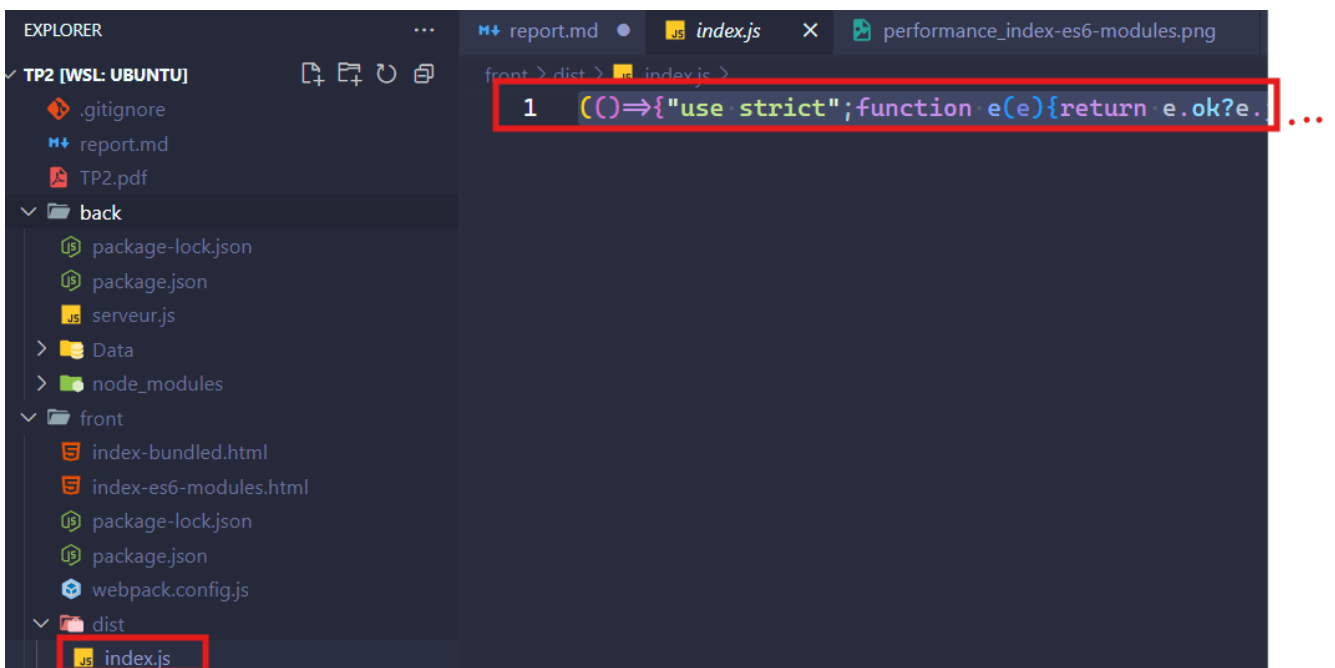 EXPLORER ...
report.md
index.js
performance_index-es6-modules.png
TP2 [WSL: UBUNTU]
front > dist > index.js >
1 (()=>{"use strict";function e(e){return e.ok?e. ...
.gitignore
report.md
TP2.pdf
back
package-lock.json
package.json
serveur.js
Data
node_modules
front
index-bundled.html
index-es6-modules.html
package-lock.json
package.json
webpack.config.js
dist
index.js